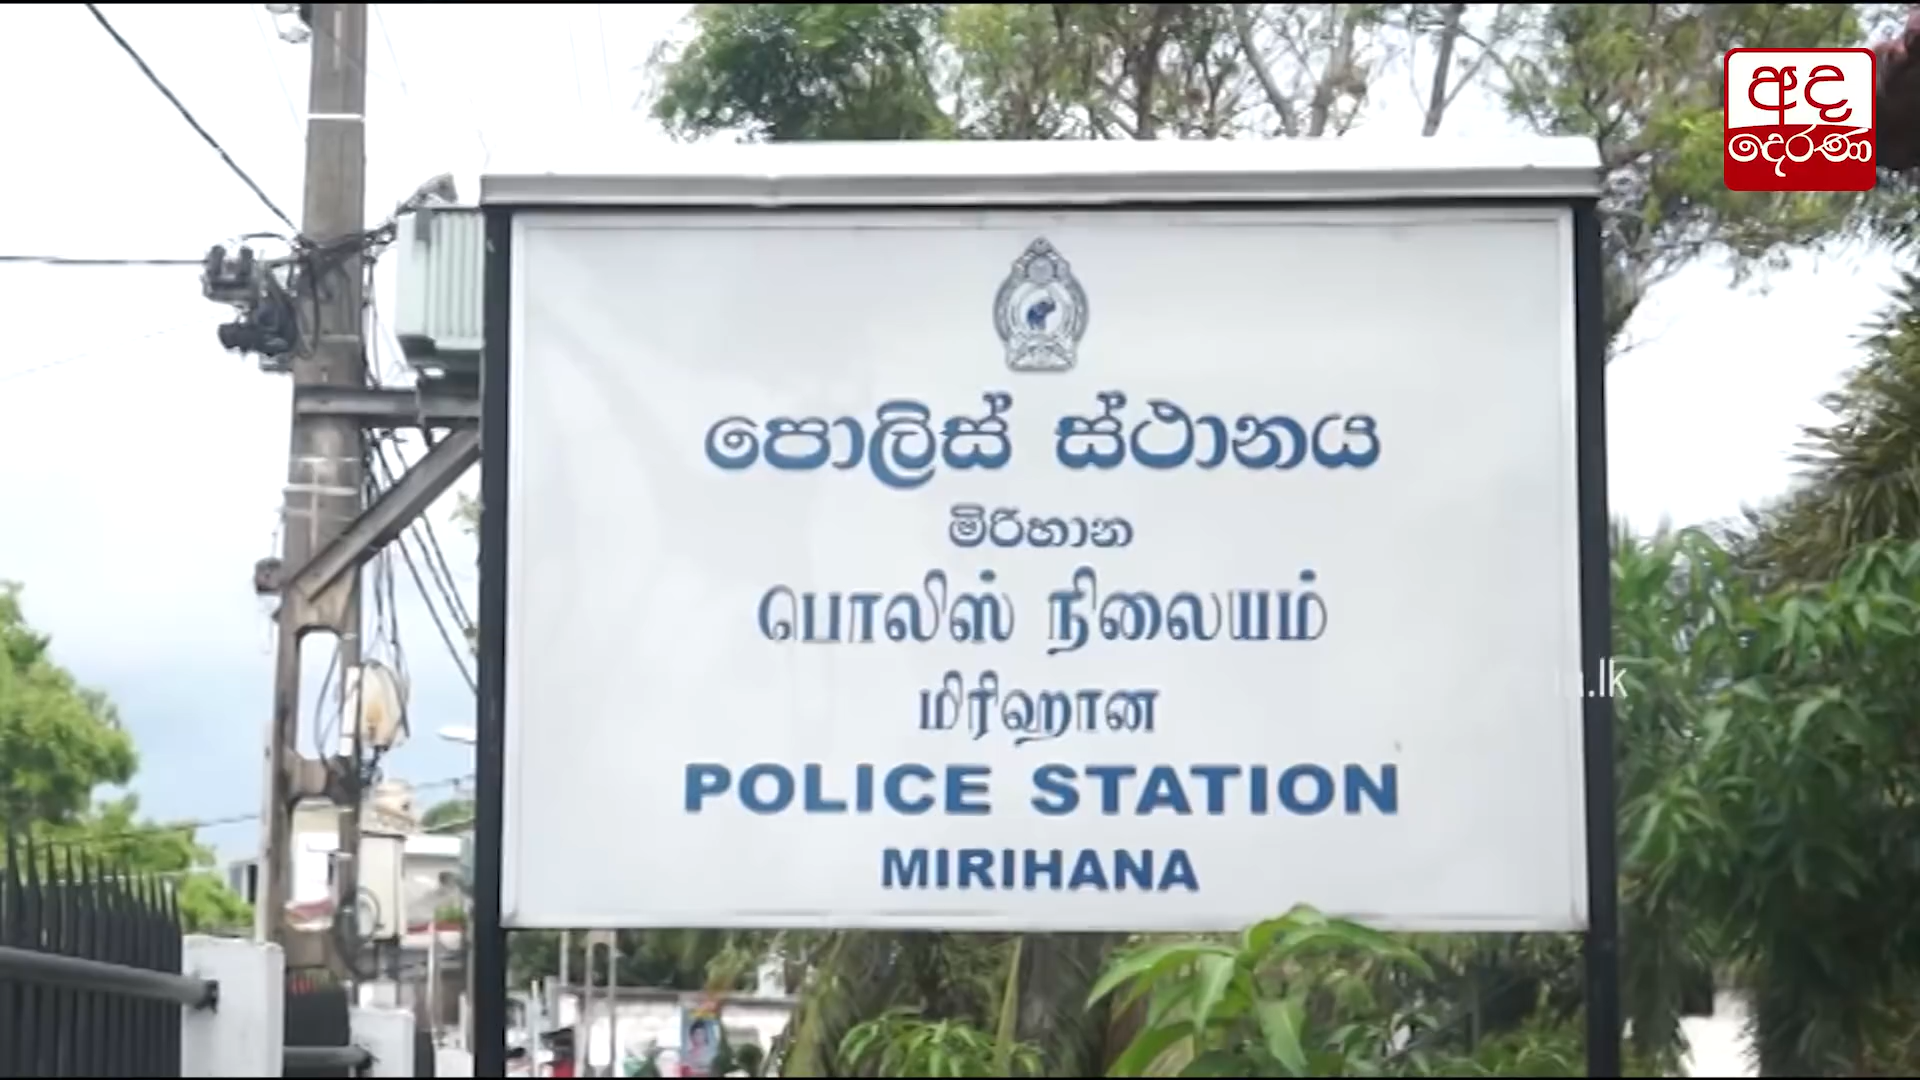 අද
දෙරණ
පොලිස් ස්ථානය
මිරිහාන
பொலிஸ் நிலையம்
மிரிஹான
POLICE STATION
MIRIHANA
.lk